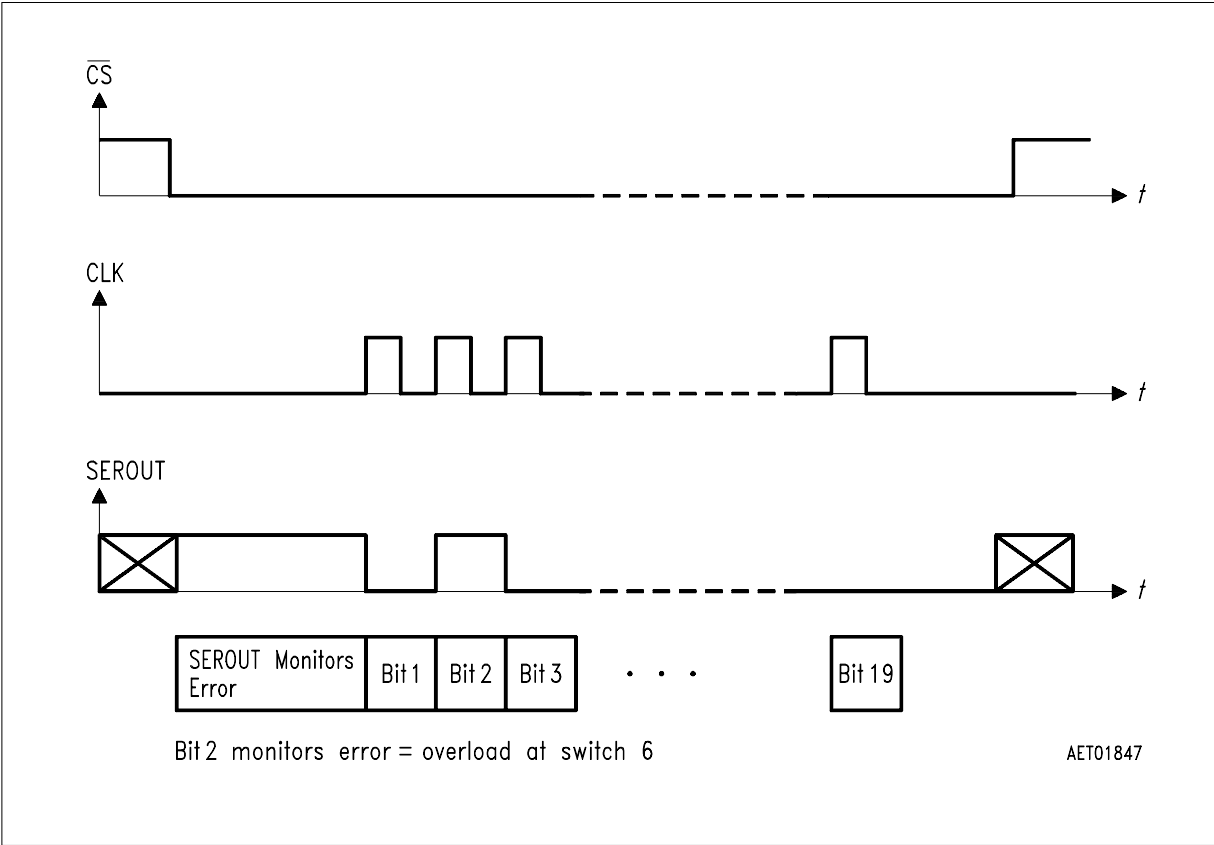 CS
t
CLK
t
SEROUT
t
SEROUT Monitors
Error
Bit 1
Bit 2
Bit 3
. . .
Bit 19
Bit 2 monitors error = overload at switch 6
AET01847